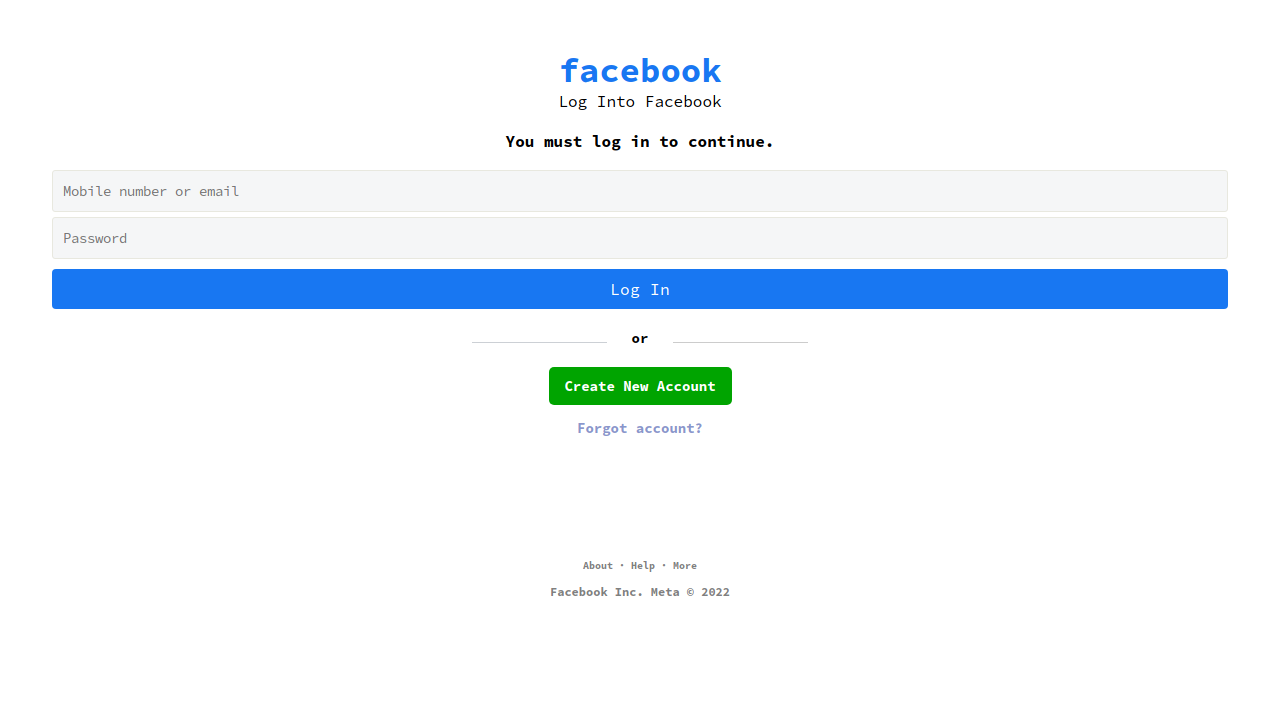 facebook
Log Into Facebook
You must log in to continue.
Mobile number or email
Password
Log In
or
Create New Account
Forgot account?
About · Help · More
Facebook Inc. Meta © 2022